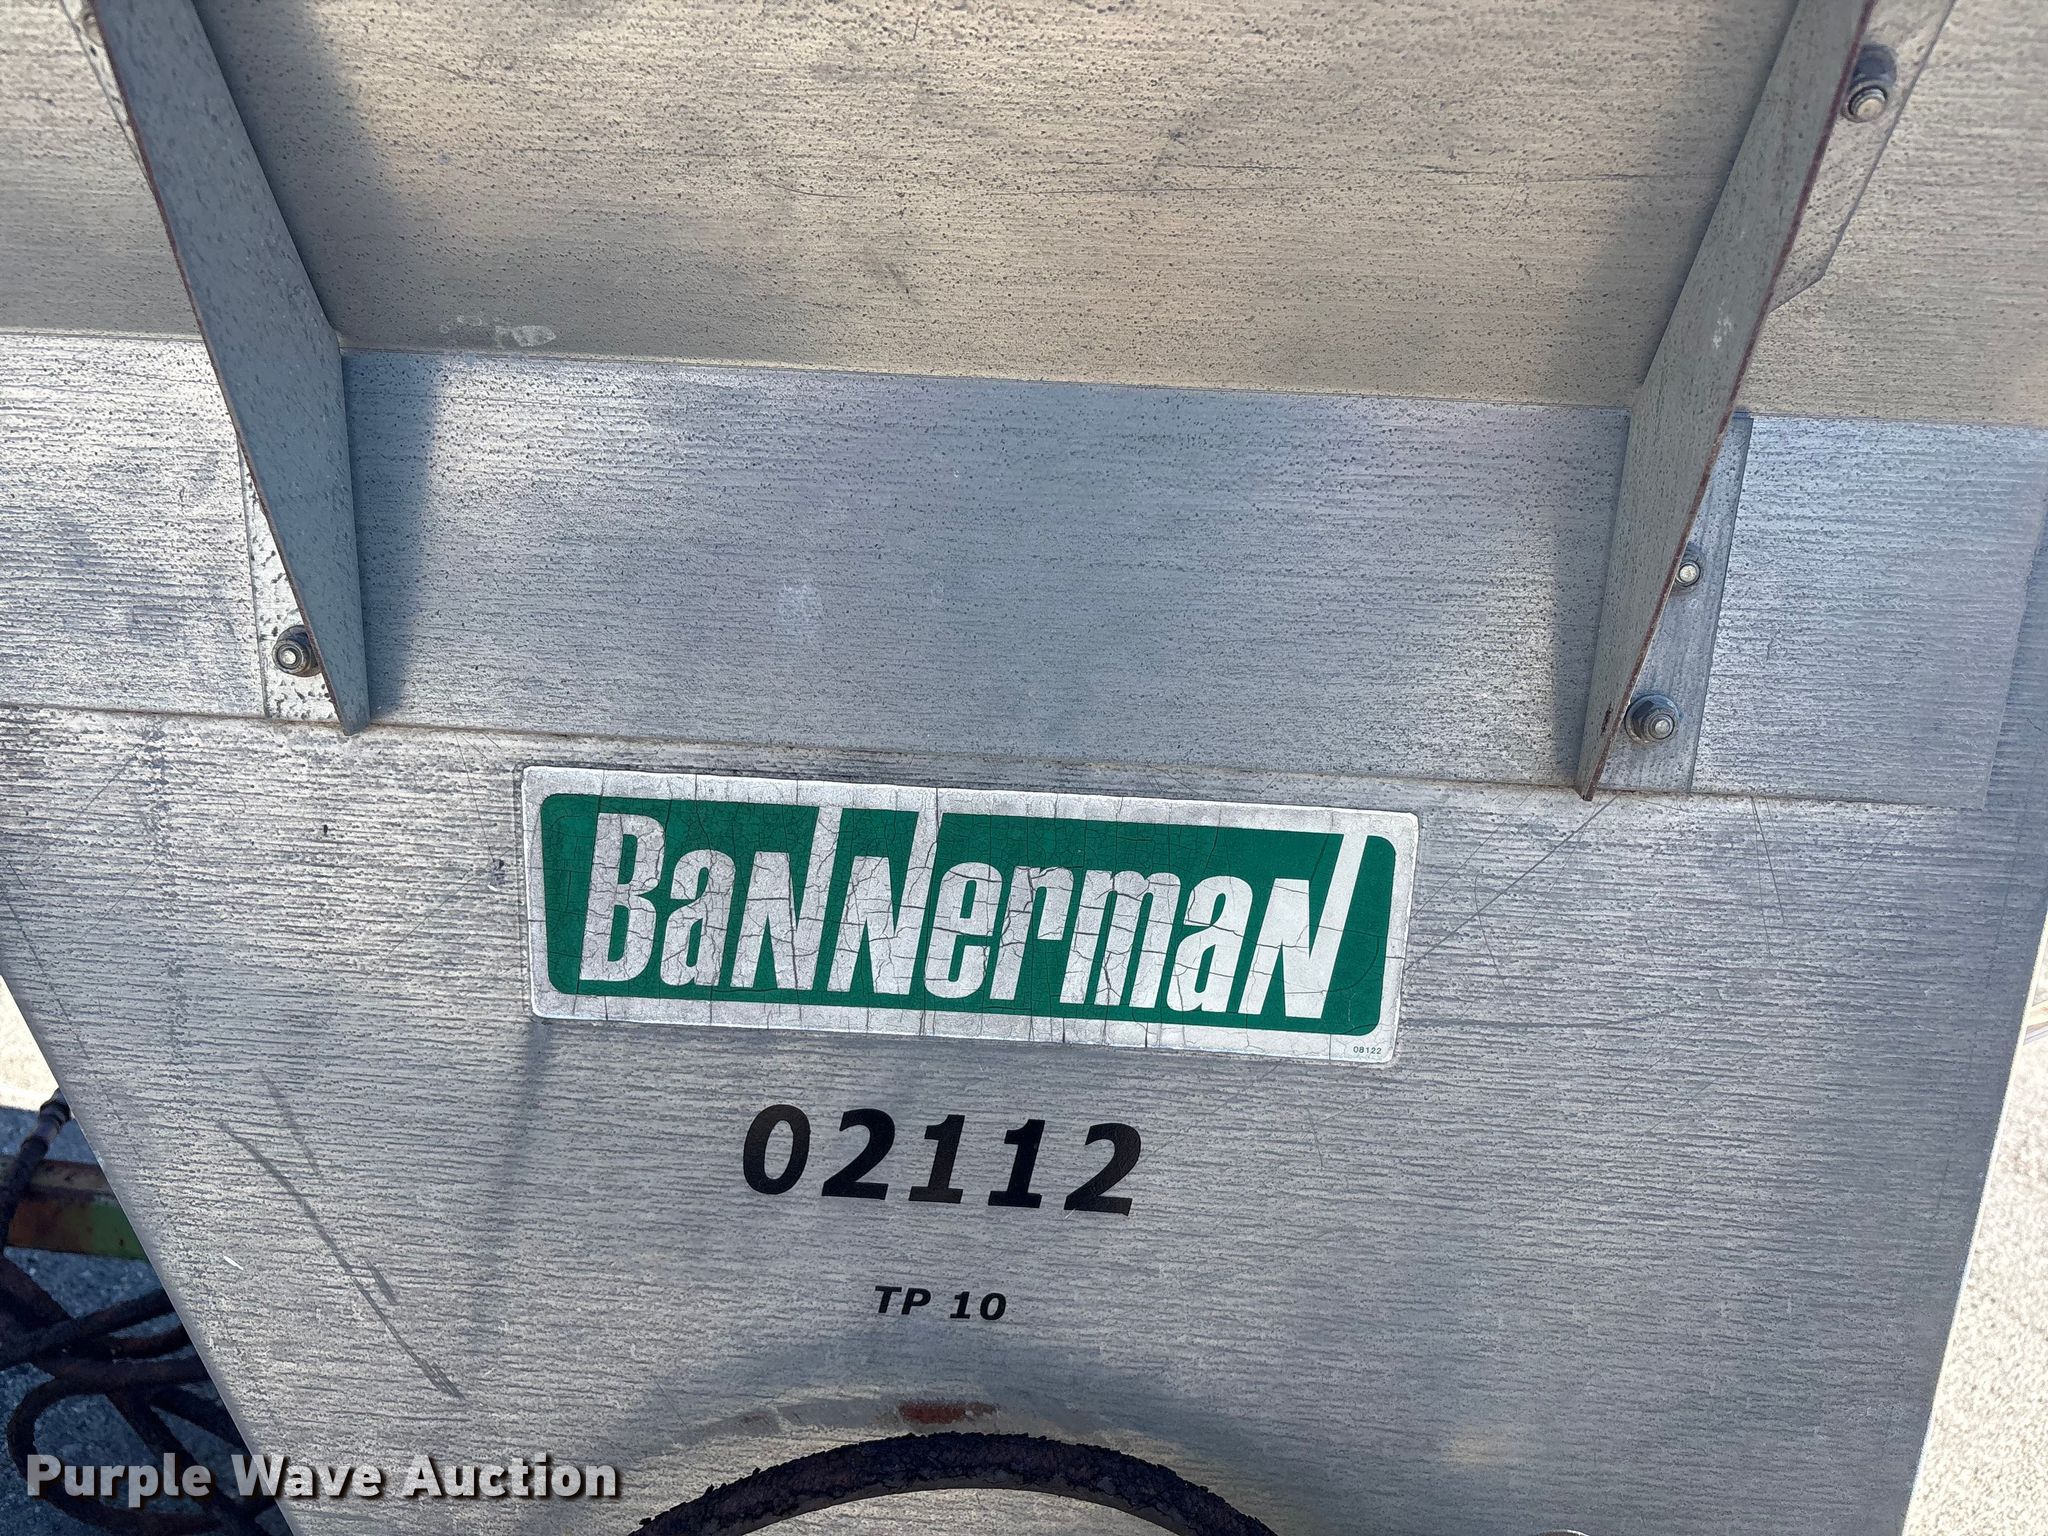 BaNNermaN
08122
02112
TP 10
Purple Wave Auction